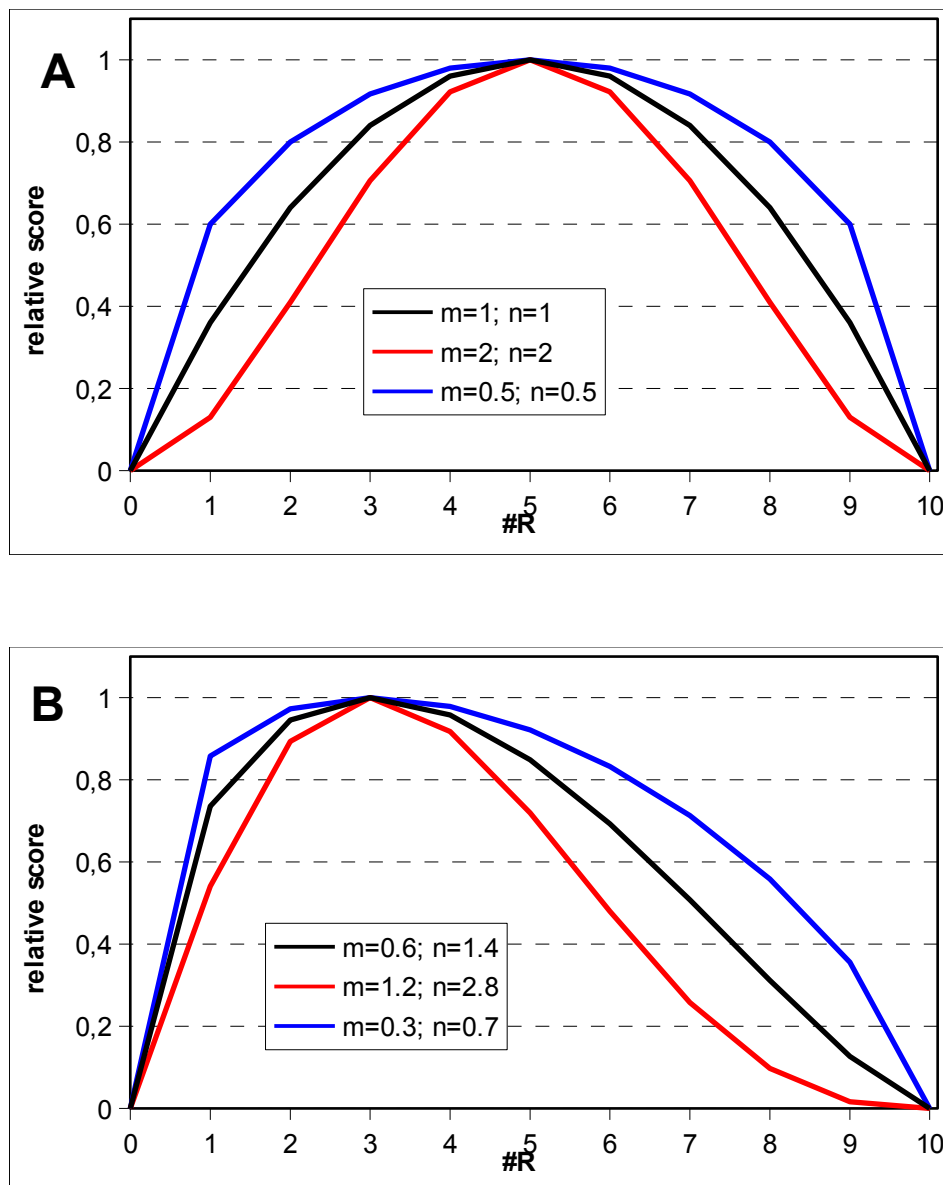 A
relative score
1
0,8
0,6
0,4
0,2
0
m=1; n=1
m=2; n=2
m=0.5; n=0.5
0 1 2 3 4 5 6 7 8 9 10
#R
B
relative score
1
0,8
0,6
0,4
0,2
0
m=0.6; n=1.4
m=1.2; n=2.8
m=0.3; n=0.7
0 1 2 3 4 5 6 7 8 9 10
#R